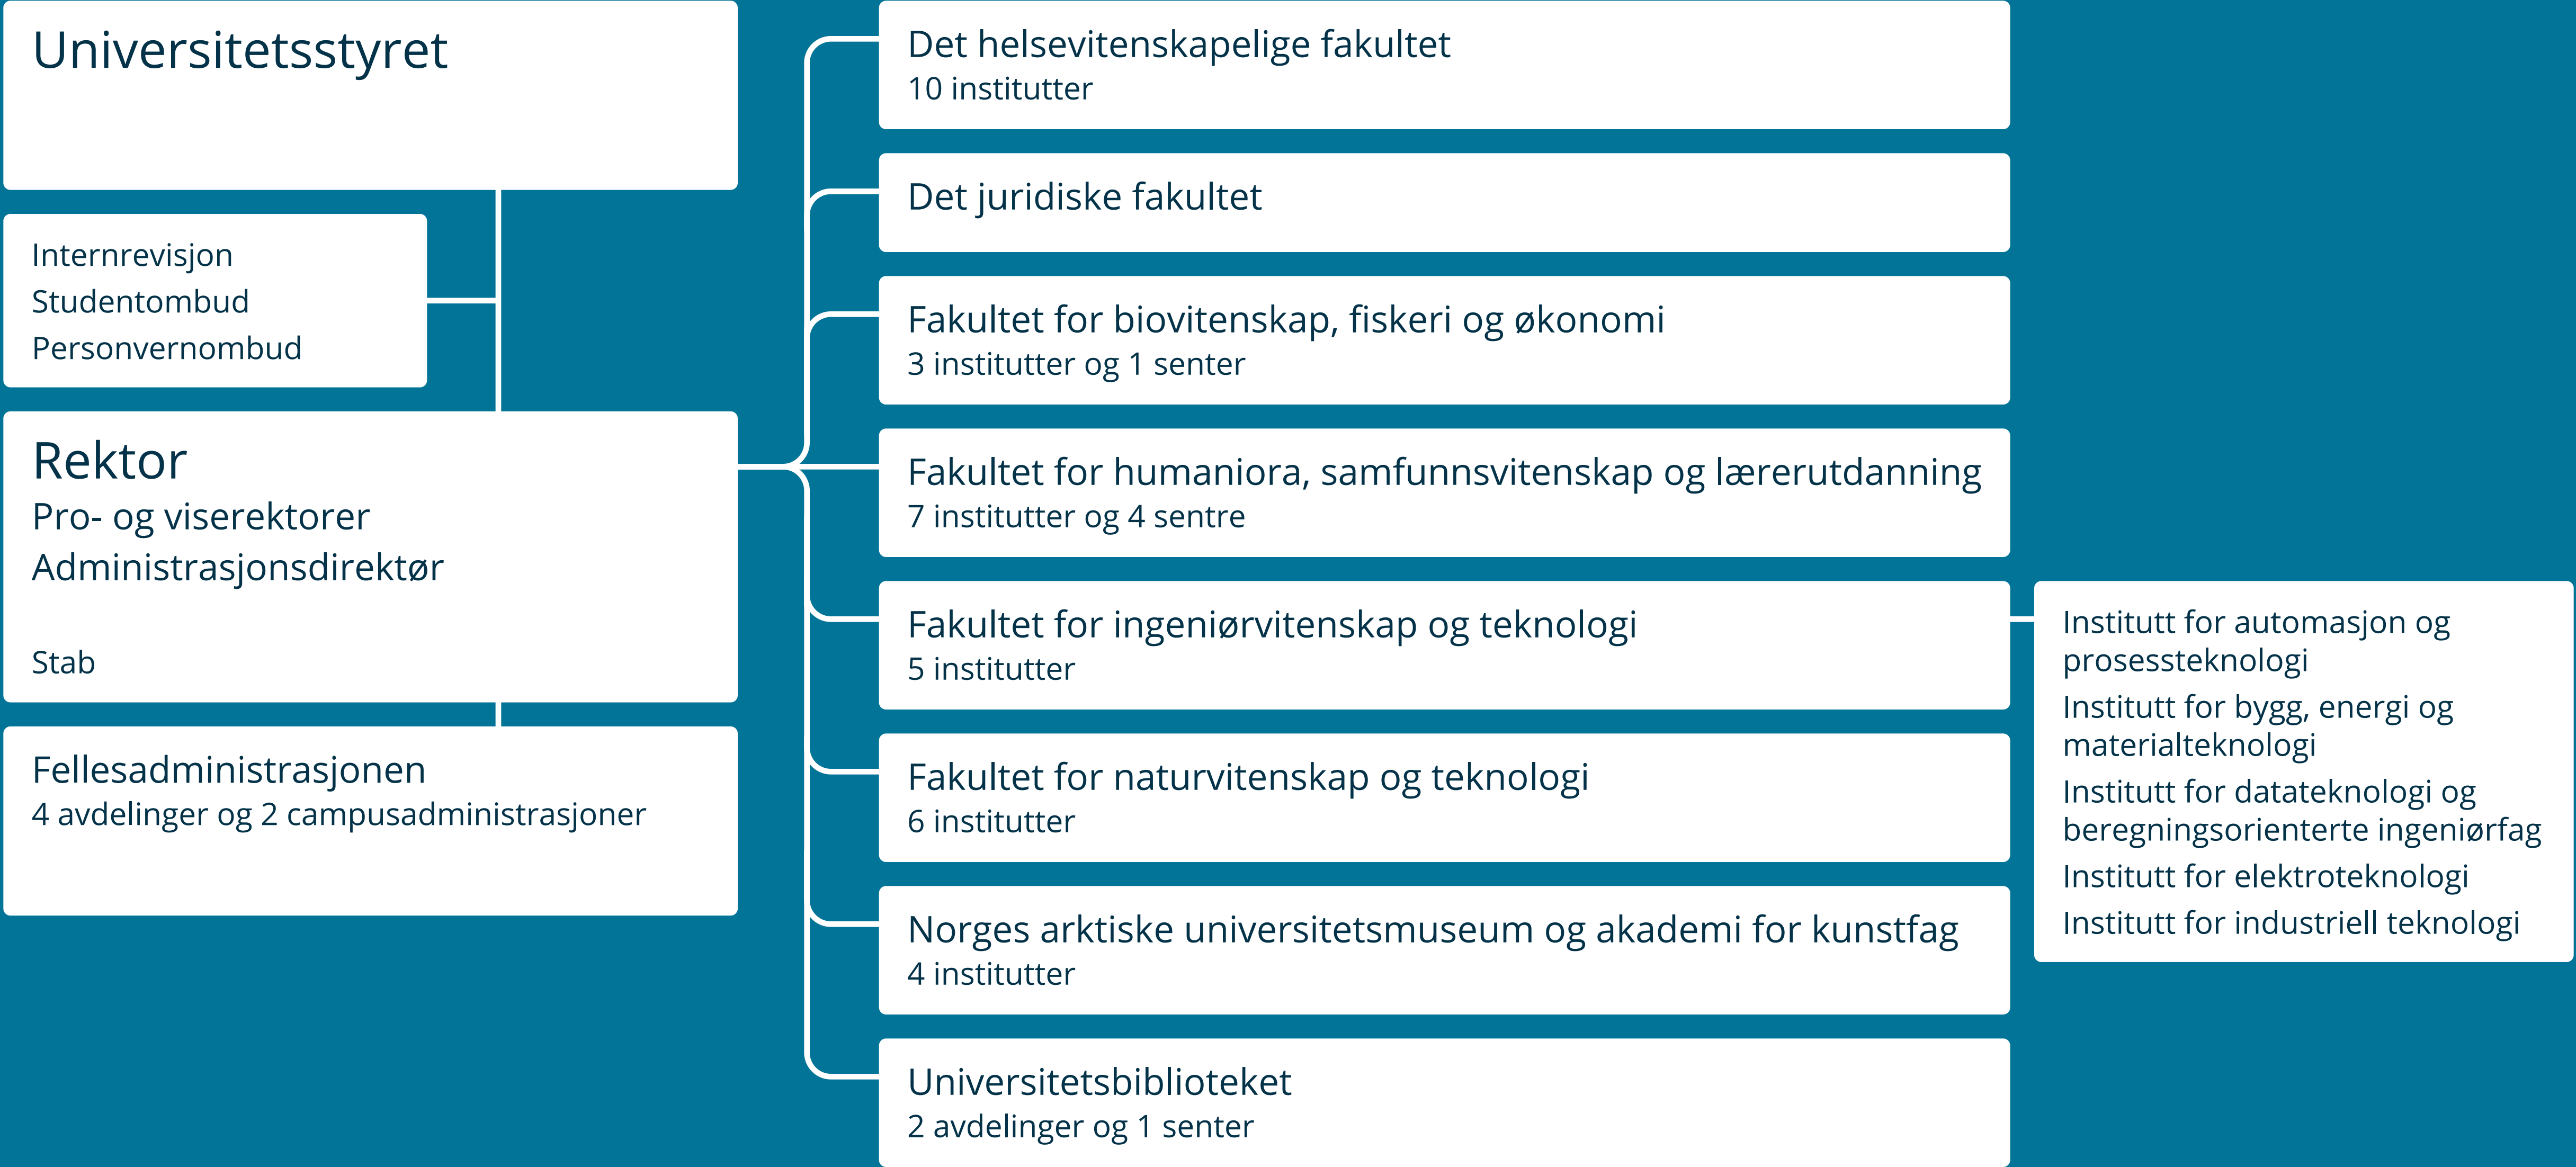 Universitetsstyret
Internrevisjon
Studentombud
Personvernombud
Rektor
Pro- og viserektorer
Administrasjonsdirektør
Stab
Fellesadministrasjonen
4 avdelinger og 2 campusadministrasjoner
Det helsevitenskapelige fakultet
10 institutter
Det juridiske fakultet
Fakultet for biovitenskap, fiskeri og økonomi
3 institutter og 1 senter
Fakultet for humaniora, samfunnsvitenskap og lærerutdanning
7 institutter og 4 sentre
Fakultet for ingeniørvitenskap og teknologi
5 institutter
Fakultet for naturvitenskap og teknologi
6 institutter
Norges arktiske universitetsmuseum og akademi for kunstfag
4 institutter
Universitetsbiblioteket
2 avdelinger og 1 senter
Institutt for automasjon og
prosessteknologi
Institutt for bygg, energi og
materialteknologi
Institutt for datateknologi og
beregningsorienterte ingeniørfag
Institutt for elektroteknologi
Institutt for industriell teknologi